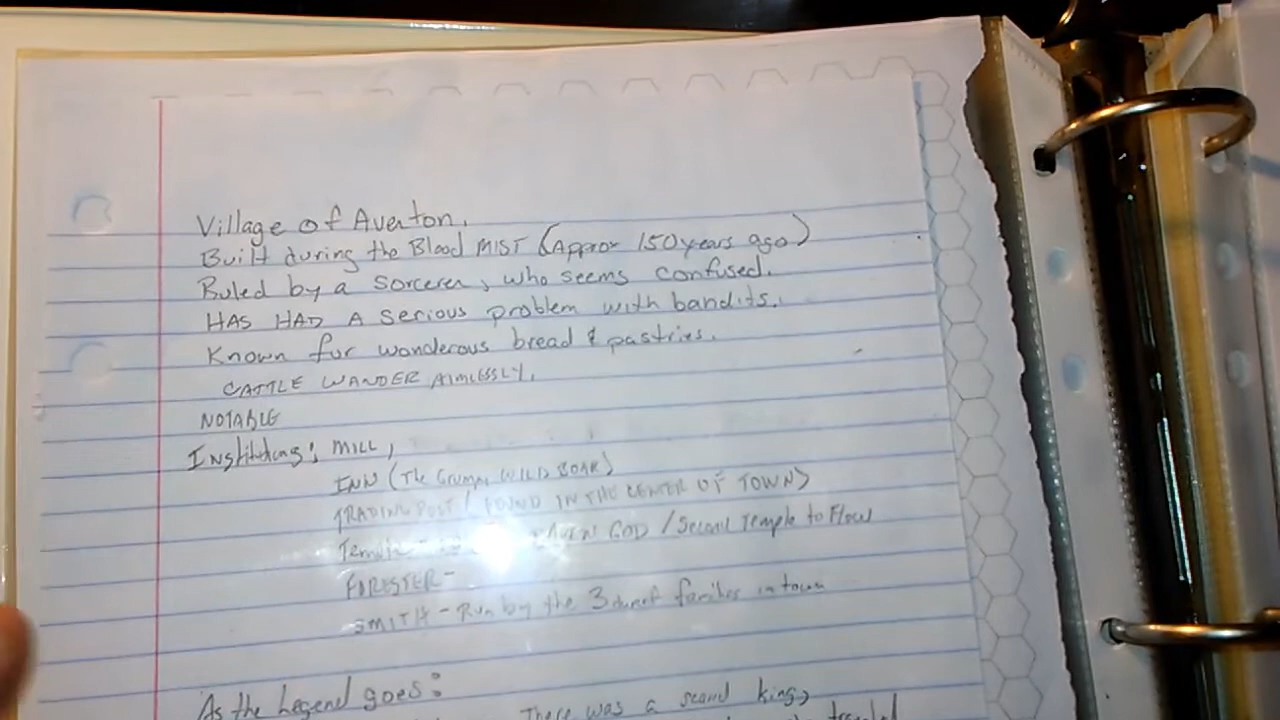 Village of Averton.
Built during the Blood MIST (Approx 150 years ago)
Ruled by a Sorcerer, who seems confused.
HAS HAD A serious problem with bandits.
Known for wonderous bread & pastries.
CATTLE WANDER AIMLESSLY.
NOTABLE
Institutions: MILL,
INN (The WILD BOAR)
TRADING POST / FOUND IN THE CENTER OF TOWN)
Temple GOD / Second Temple to Flow
FORESTER-
SMITH - Run by the 3 families in town
As the Legend goes:
There was a second king,